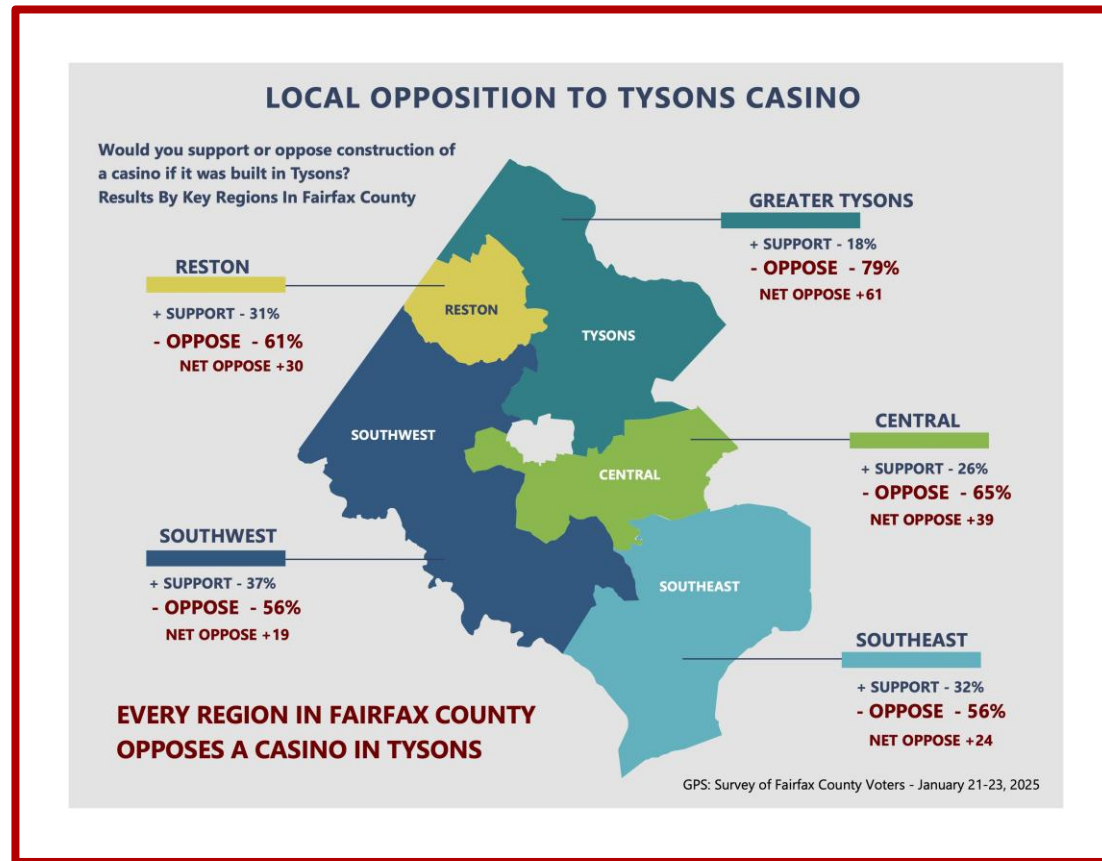 LOCAL OPPOSITION TO TYSONS CASINO
Would you support or oppose construction of
a casino if it was built in Tysons?
Results By Key Regions In Fairfax County
GREATER TYSONS
+ SUPPORT - 18%
- OPPOSE - 79%
NET OPPOSE +61
RESTON
+ SUPPORT - 31%
- OPPOSE - 61%
NET OPPOSE +30
RESTON
TYSONS
SOUTHWEST
CENTRAL
CENTRAL
+ SUPPORT - 26%
- OPPOSE - 65%
NET OPPOSE +39
SOUTHWEST
+ SUPPORT - 37%
- OPPOSE - 56%
NET OPPOSE +19
SOUTHEAST
SOUTHEAST
+ SUPPORT - 32%
- OPPOSE - 56%
NET OPPOSE +24
EVERY REGION IN FAIRFAX COUNTY
OPPOSES A CASINO IN TYSONS
GPS: Survey of Fairfax County Voters - January 21-23, 2025